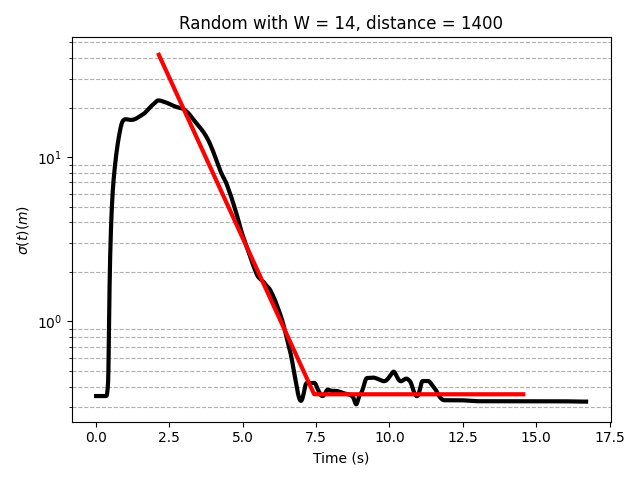 Random with W = 14, distance = 1400
σ(t)(m)
10¹
10⁰
0.0 2.5 5.0 7.5 10.0 12.5 15.0 17.5
Time (s)